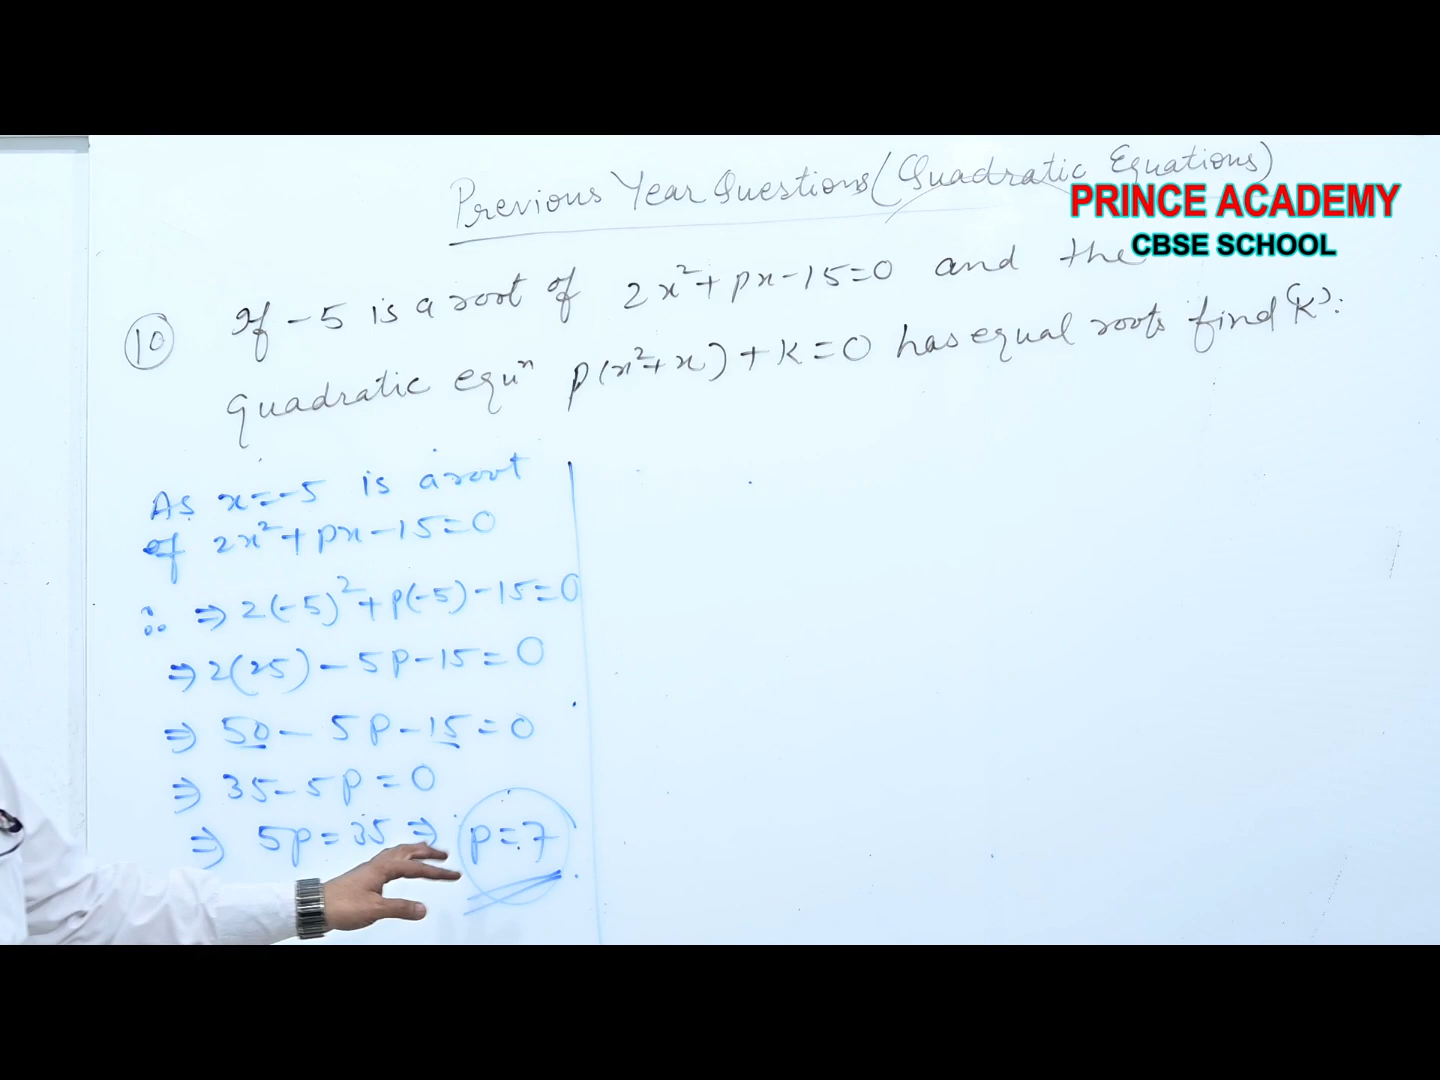 Previous Year Questions (Quadratic Equations)
PRINCE ACADEMY
CBSE SCHOOL
10 If -5 is a root of 2x²+px-15=0 and the
quadratic equⁿ p(x²+x)+k=0 has equal roots find 'k'.
As x=-5 is a root
of 2x²+px-15=0
∴ ⇒ 2(-5)²+p(-5)-15=0
⇒ 2(25)-5p-15=0
⇒ 50-5p-15=0
⇒ 35-5p=0
⇒ 5p=35 ⇒ p=7